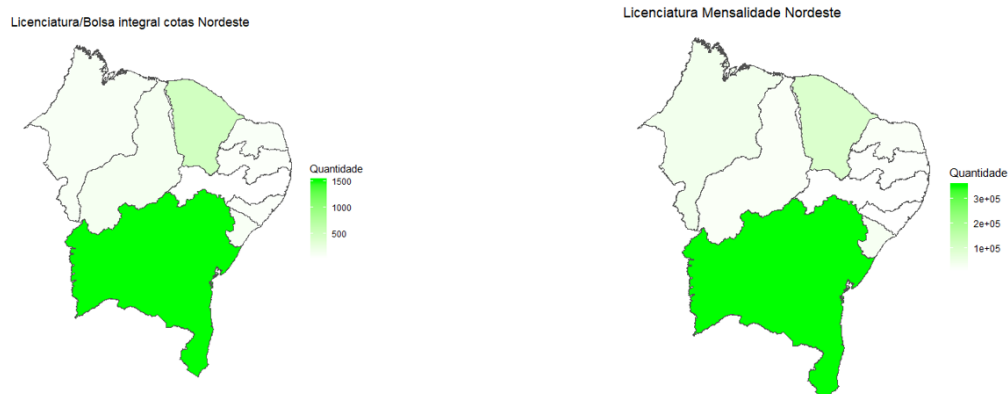 Licenciatura/Bolsa integral cotas Nordeste
Quantidade
1500
1000
500
Licenciatura Mensalidade Nordeste
Quantidade
3e+05
2e+05
1e+05